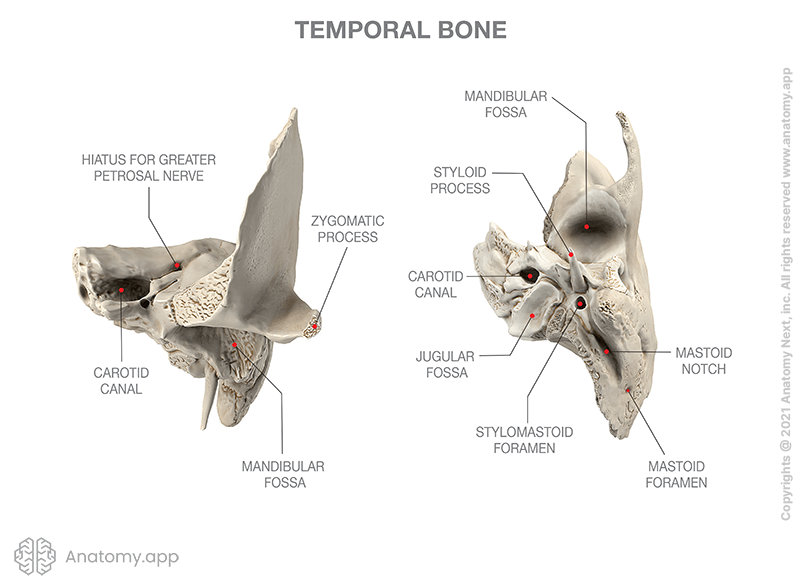 TEMPORAL BONE
HIATUS FOR GREATER
PETROSAL NERVE
ZYGOMATIC
PROCESS
CAROTID
CANAL
MANDIBULAR
FOSSA
MANDIBULAR
FOSSA
STYLOID
PROCESS
CAROTID
CANAL
JUGULAR
FOSSA
STYLOMASTOID
FORAMEN
MASTOID
NOTCH
MASTOID
FORAMEN
Copyrights @ 2021 Anatomy Next, inc. All rights reserved www.anatomy.app
Anatomy.app